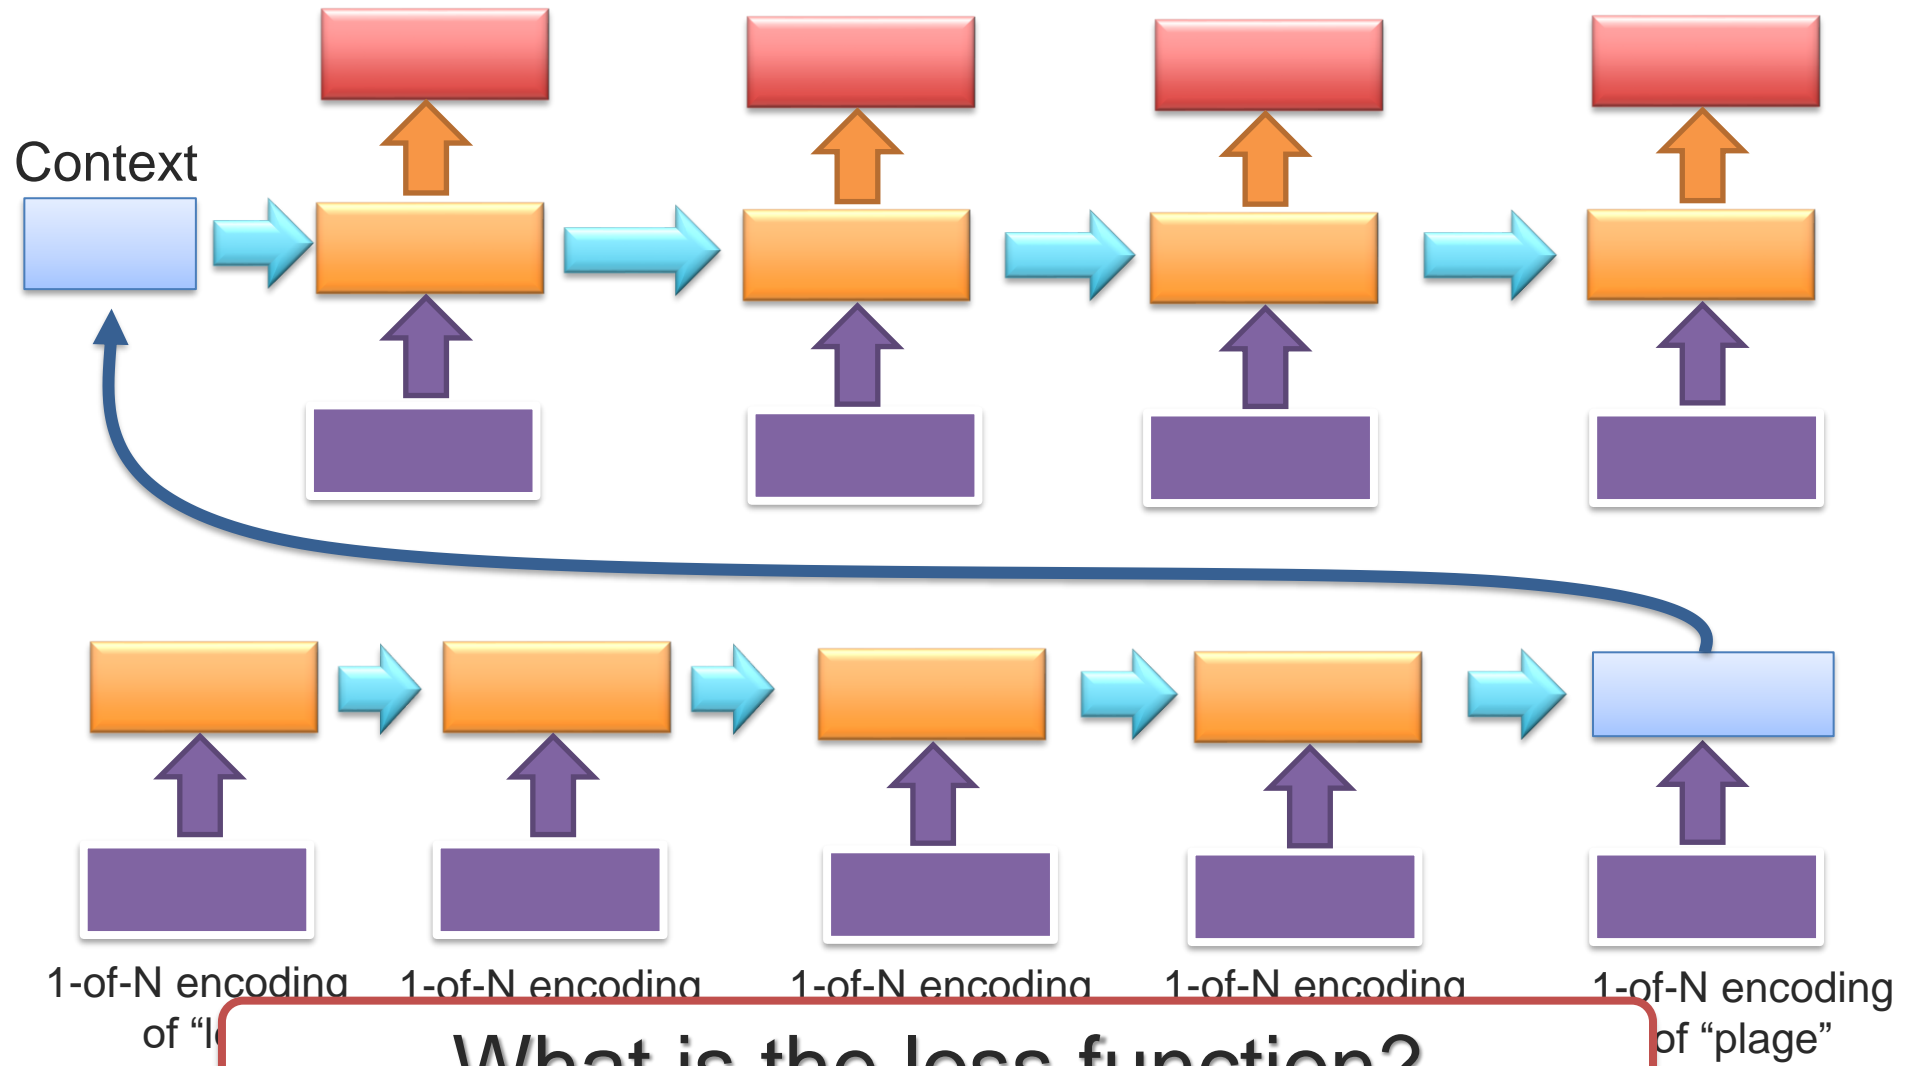 Context
1-of-N encoding
1-of-N encoding
1-of-N encoding
1-of-N encoding
1-of-N encoding
of
of “plage”
What is the loss function?